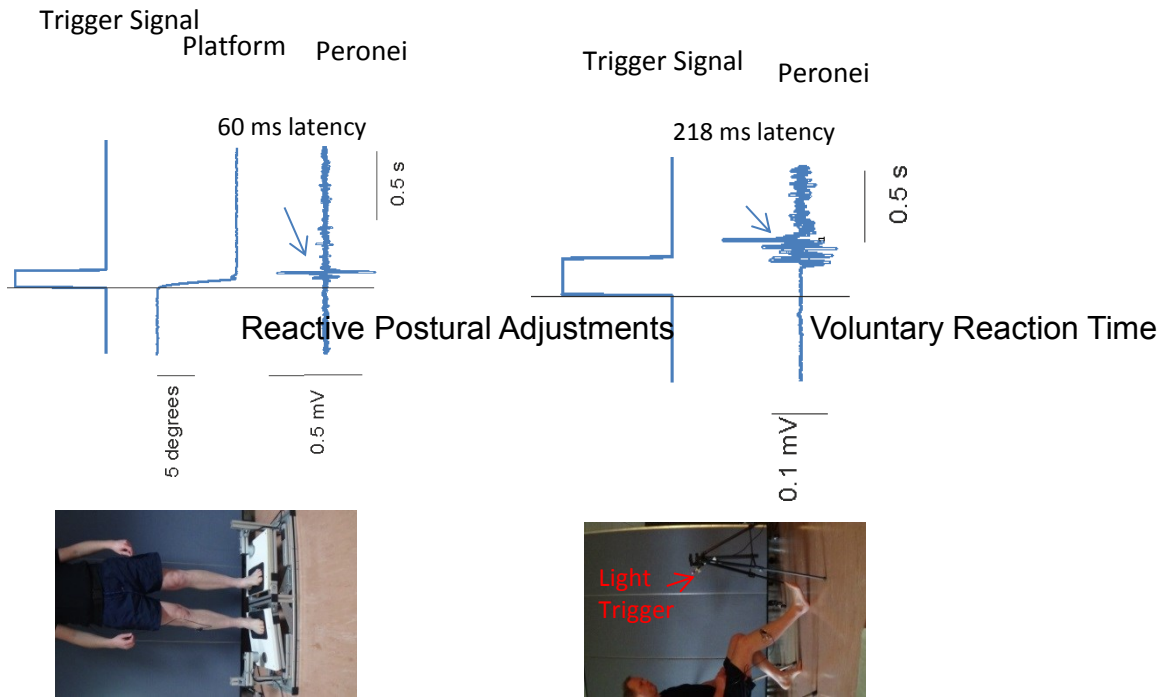 Trigger Signal
Platform
Peronei
60 ms latency
0.5 s
Reactive Postural Adjustments
5 degrees
0.5 mV
Trigger Signal
Peronei
218 ms latency
0.5 s
Voluntary Reaction Time
0.1 mV
Light
Trigger